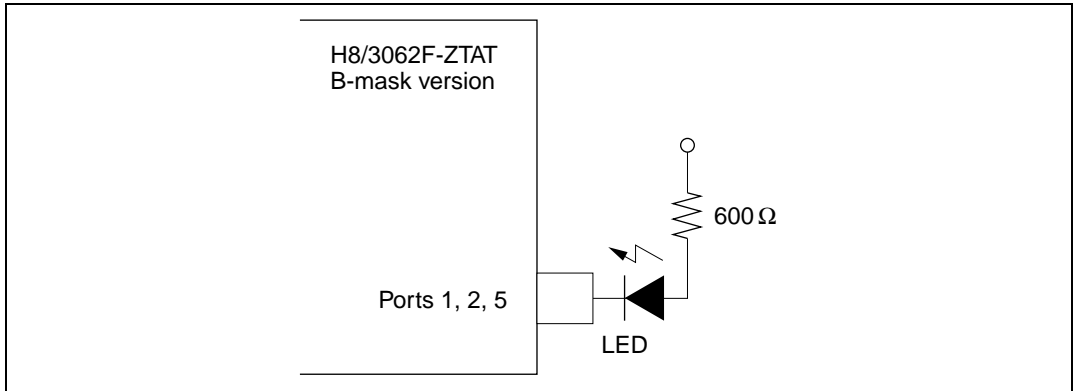 H8/3062F-ZTAT
B-mask version
600 Ω
Ports 1, 2, 5
LED